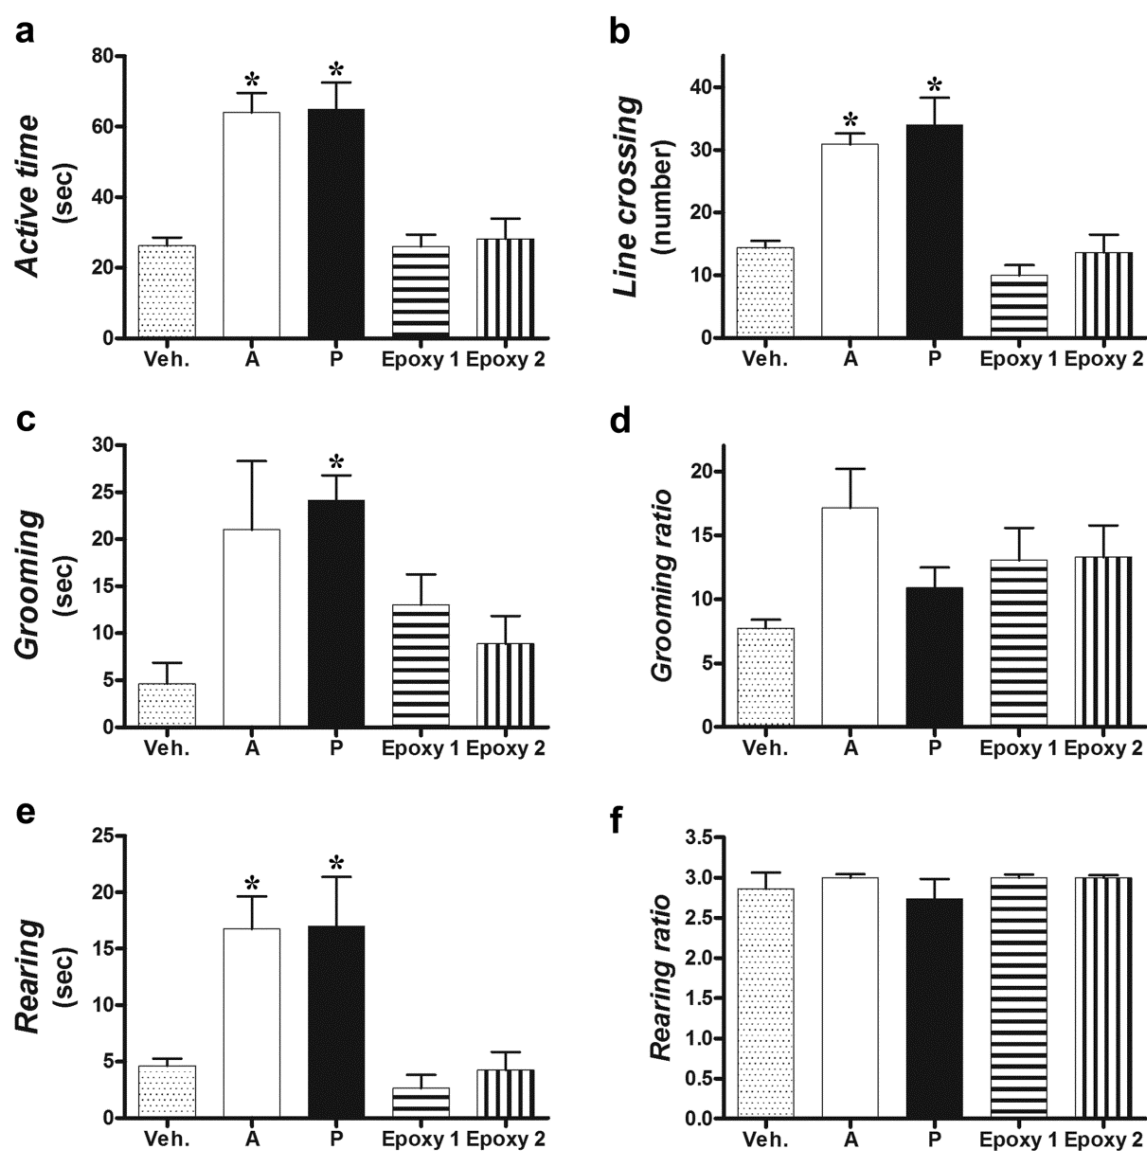 a
Active time
(sec)
80
60
40
20
0
*
*
Veh.
A
P
Epoxy 1
Epoxy 2
b
Line crossing
(number)
40
30
20
10
0
*
*
Veh.
A
P
Epoxy 1
Epoxy 2
c
Grooming
(sec)
30
25
20
15
10
5
0
*
Veh.
A
P
Epoxy 1
Epoxy 2
d
Grooming ratio
20
15
10
5
0
Veh.
A
P
Epoxy 1
Epoxy 2
e
Rearing
(sec)
25
20
15
10
5
0
*
*
Veh.
A
P
Epoxy 1
Epoxy 2
f
Rearing ratio
3.5
3.0
2.5
2.0
1.5
1.0
0.5
0.0
Veh.
A
P
Epoxy 1
Epoxy 2